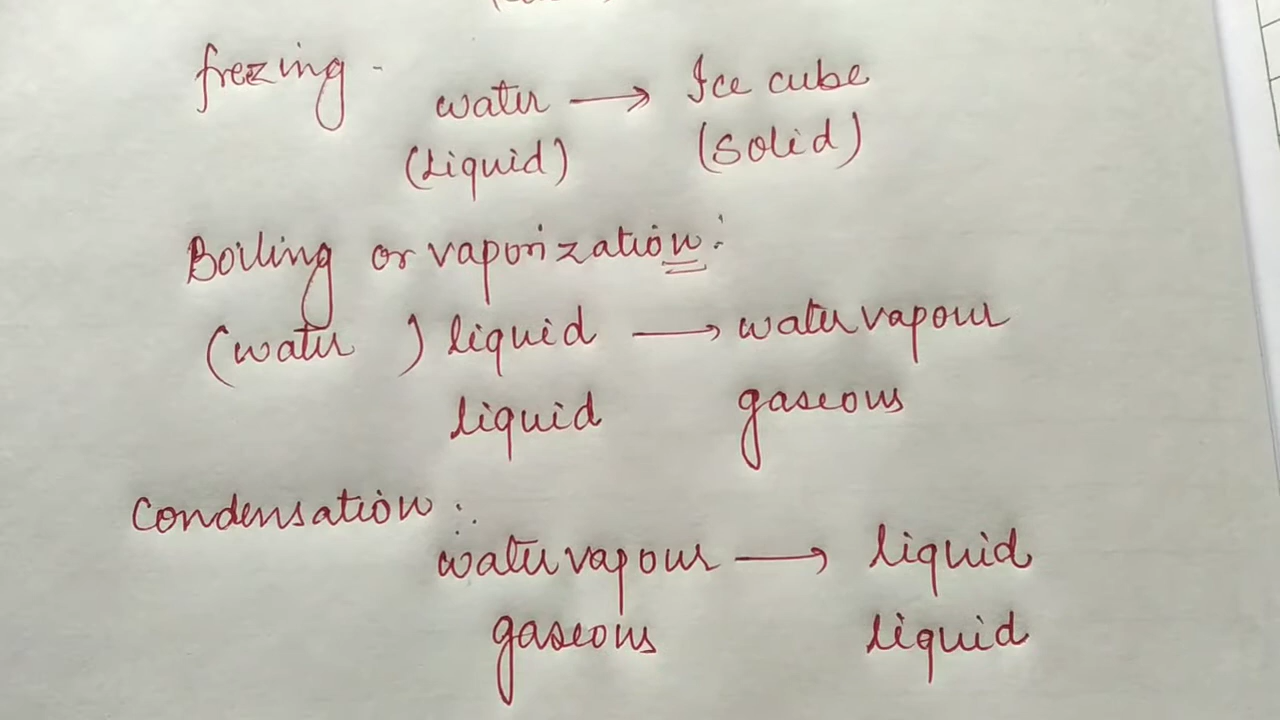 frezing -
water → Ice cube
(Liquid) (Solid)
Boiling or vaporization:
(water ) liquid → water vapour
liquid gaseous
Condensation :
water vapour → liquid
gaseous liquid